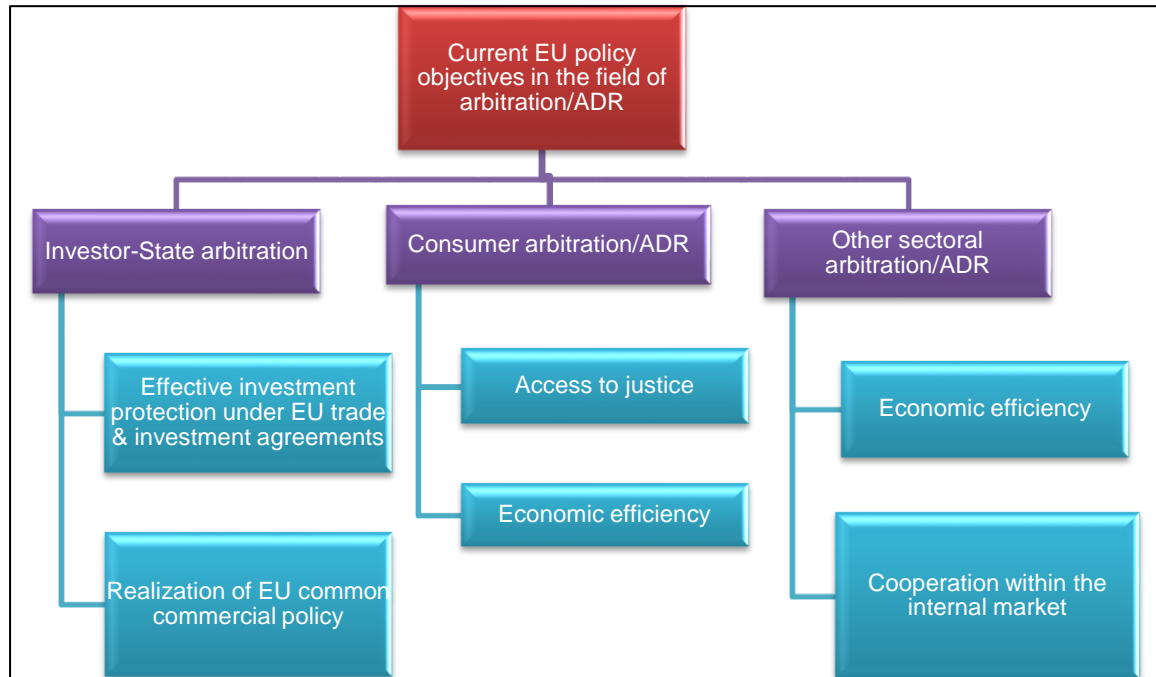 Current EU policy
objectives in the field of
arbitration/ADR
Investor-State arbitration
Consumer arbitration/ADR
Other sectoral
arbitration/ADR
Effective investment
protection under EU trade
& investment agreements
Realization of EU common
commercial policy
Access to justice
Economic efficiency
Economic efficiency
Cooperation within the
internal market